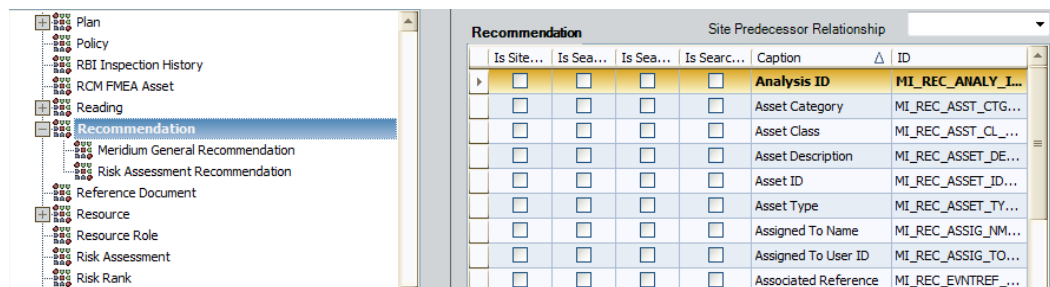 Plan
Policy
RBI Inspection History
RCM FMEA Asset
Reading
Recommendation
Meridium General Recommendation
Risk Assessment Recommendation
Reference Document
Resource
Resource Role
Risk Assessment
Risk Rank
Recommendation Site Predecessor Relationship
Is Site... Is Sea... Is Sea... Is Searc... Caption ID
Analysis ID MI_REC_ANALY_I...
Asset Category MI_REC_ASST_CTG...
Asset Class MI_REC_ASST_CL_...
Asset Description MI_REC_ASSET_DE...
Asset ID MI_REC_ASSET_ID...
Asset Type MI_REC_ASSET_TY...
Assigned To Name MI_REC_ASSIG_NM...
Assigned To User ID MI_REC_ASSIG_TO...
Associated Reference MI_REC_EVNTREF_...